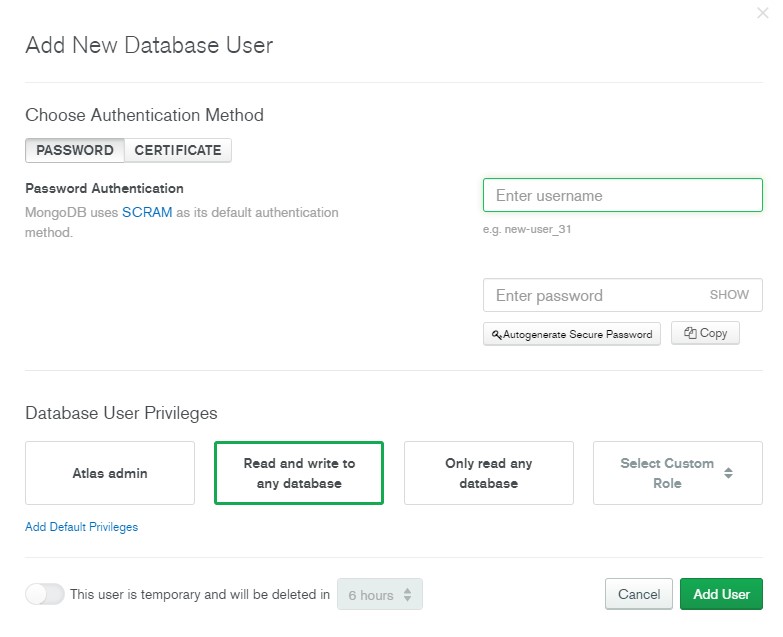 Add New Database User
Choose Authentication Method
PASSWORD CERTIFICATE
Password Authentication
MongoDB uses SCRAM as its default authentication
method.
Enter username
e.g. new-user_31
Enter password SHOW
Autogenerate Secure Password Copy
Database User Privileges
Atlas admin
Read and write to
any database
Only read any
database
Select Custom
Role
Add Default Privileges
This user is temporary and will be deleted in 6 hours Cancel Add User